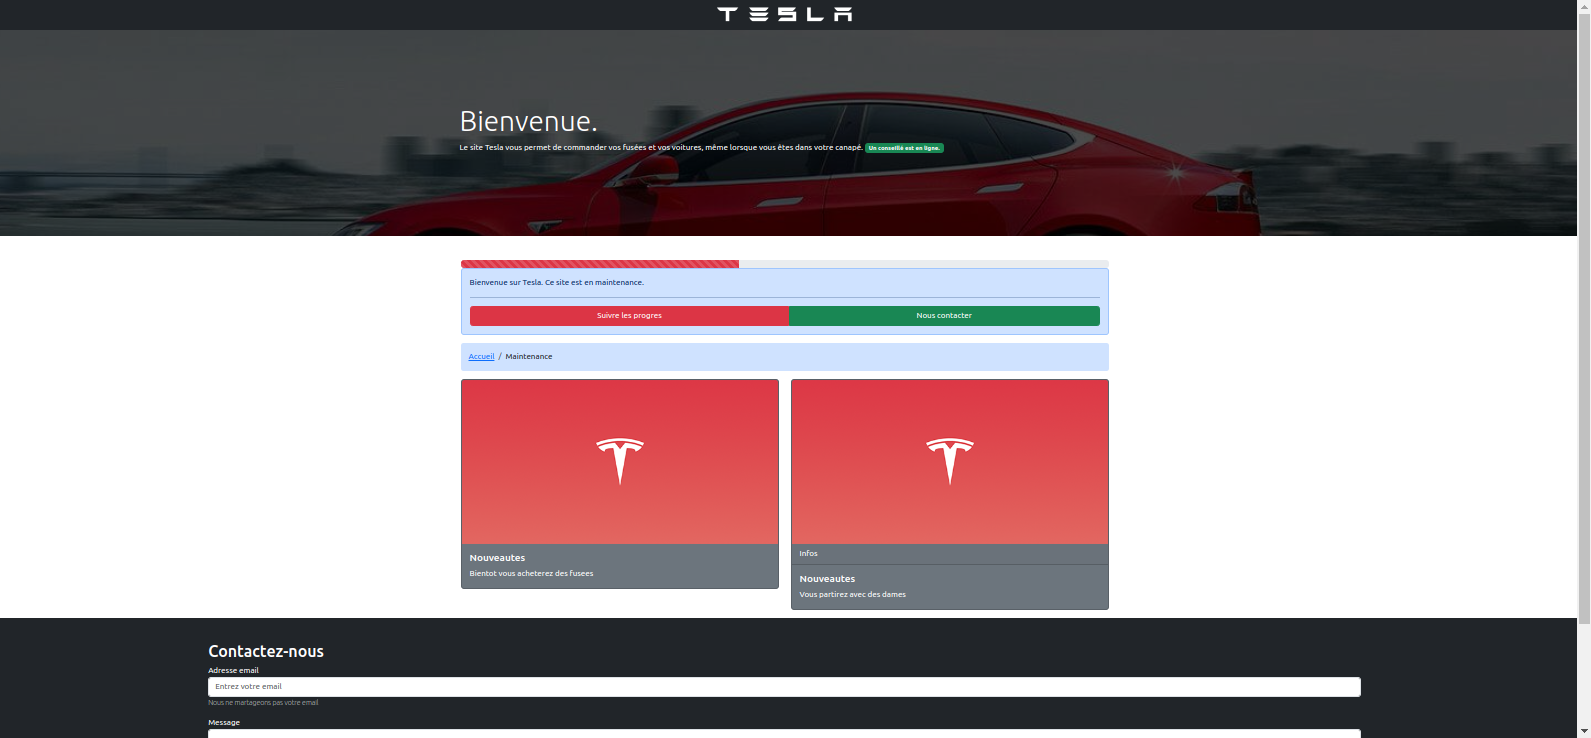 TESLA
Bienvenue.
Le site Tesla vous permet de commander vos fusées et vos voitures, même lorsque vous êtes dans votre canapé. Un conseillé est en ligne.
Bienvenue sur Tesla. Ce site est en maintenance.
Suivre les progres Nous contacter
Accueil / Maintenance
Nouveautes
Bientot vous acheterez des fusees
Infos
Nouveautes
Vous partirez avec des dames
Contactez-nous
Adresse email
Entrez votre email
Nous ne martageons pas votre email
Message